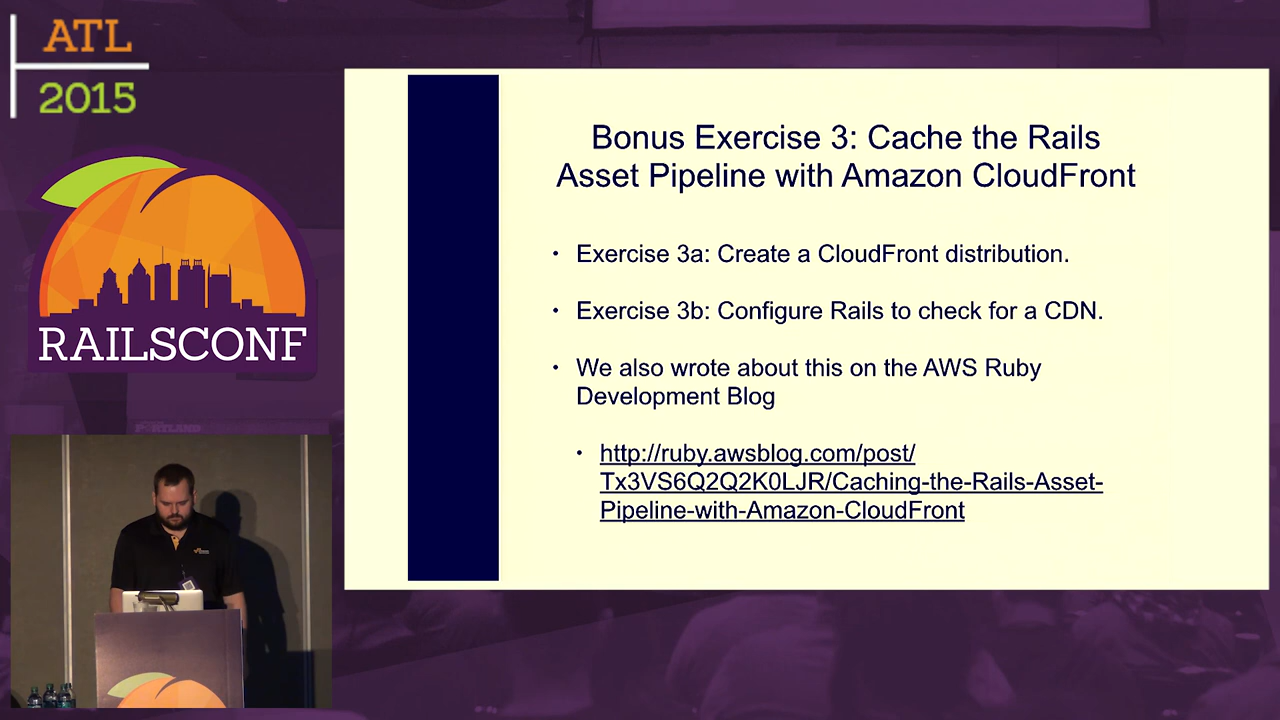 ATL
2015
RAILSCONF
Bonus Exercise 3: Cache the Rails
Asset Pipeline with Amazon CloudFront
• Exercise 3a: Create a CloudFront distribution.
• Exercise 3b: Configure Rails to check for a CDN.
• We also wrote about this on the AWS Ruby
Development Blog
• http://ruby.awsblog.com/post/
Tx3VS6Q2Q2K0LJR/Caching-the-Rails-Asset-
Pipeline-with-Amazon-CloudFront
PORTLAND